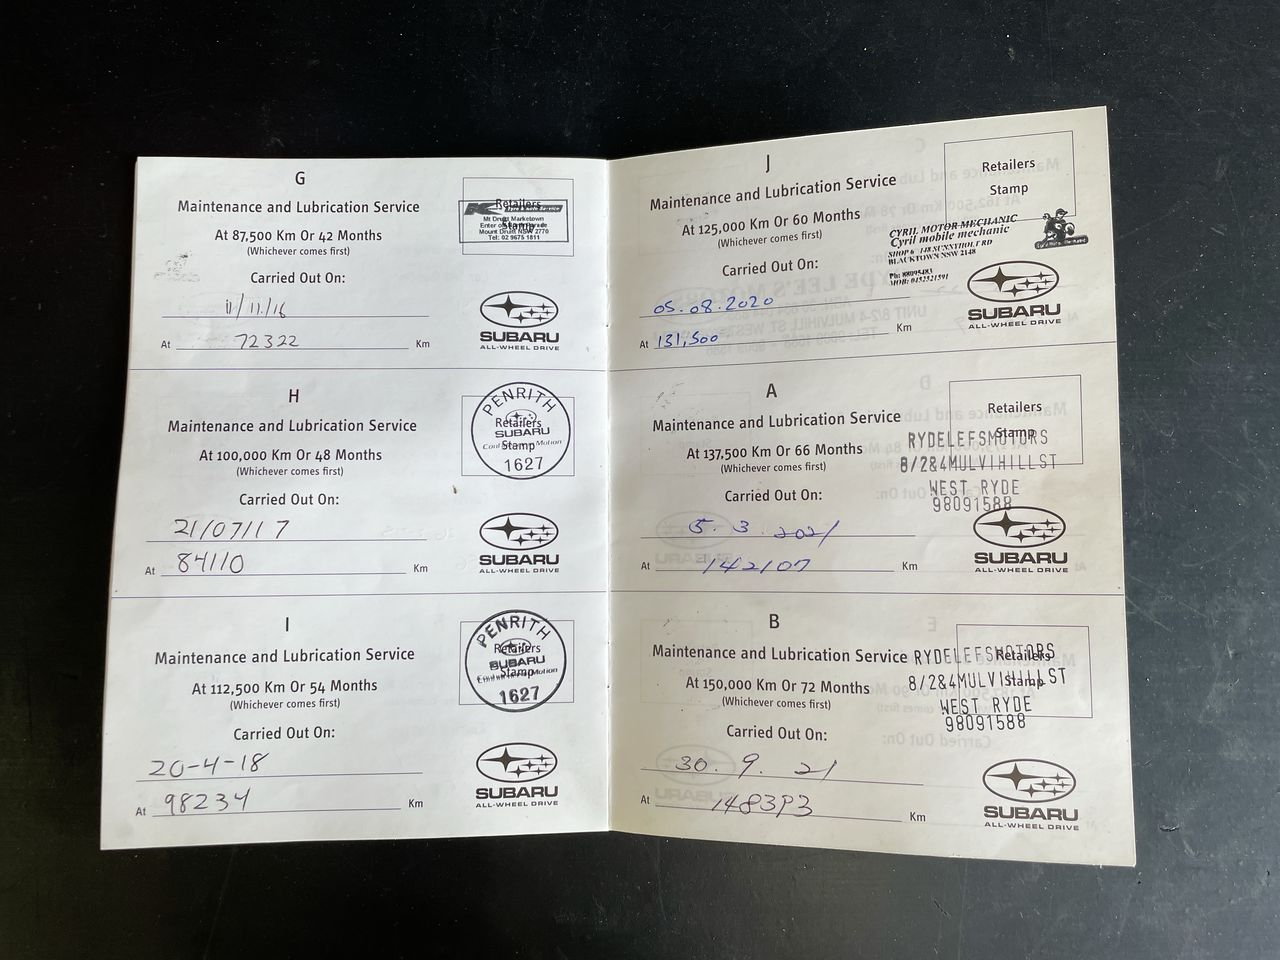 G
Maintenance and Lubrication Service
At 87,500 Km Or 42 Months
(Whichever comes first)
Carried Out On:
11/11/16
At 72322 Km
Retailers
Stamp
Mt Druitt Marketown
Mount Druitt NSW 2770
Tel: 02 9675 1811
SUBARU
ALL-WHEEL DRIVE
H
Maintenance and Lubrication Service
At 100,000 Km Or 48 Months
(Whichever comes first)
Carried Out On:
21/07/17
At 84110 Km
PENRITH
Retailers
SUBARU
Stamp
1627
SUBARU
ALL-WHEEL DRIVE
I
Maintenance and Lubrication Service
At 112,500 Km Or 54 Months
(Whichever comes first)
Carried Out On:
20-4-18
At 98234 Km
PENRITH
Retailers
SUBARU
Stamp
1627
SUBARU
ALL-WHEEL DRIVE
J
Maintenance and Lubrication Service
At 125,000 Km Or 60 Months
(Whichever comes first)
Carried Out On:
05.08.2020
At 131,500 Km
Retailers
Stamp
CYRIL MOTOR MECHANIC
Cyril mobile mechanic
BLACKTOWN NSW 2148
SUBARU
ALL-WHEEL DRIVE
A
Maintenance and Lubrication Service
At 137,500 Km Or 66 Months
(Whichever comes first)
Carried Out On:
5.3.2021
At 142107 Km
Retailers
Stamp
RYDELEESMOTORS
8/2&4MULVIHILLST
WEST RYDE
98091588
SUBARU
ALL-WHEEL DRIVE
B
Maintenance and Lubrication Service
At 150,000 Km Or 72 Months
(Whichever comes first)
Carried Out On:
30.9.21
At 148393 Km
Retailers
Stamp
RYDELEESMOTORS
8/2&4MULVIHILLST
WEST RYDE
98091588
SUBARU
ALL-WHEEL DRIVE